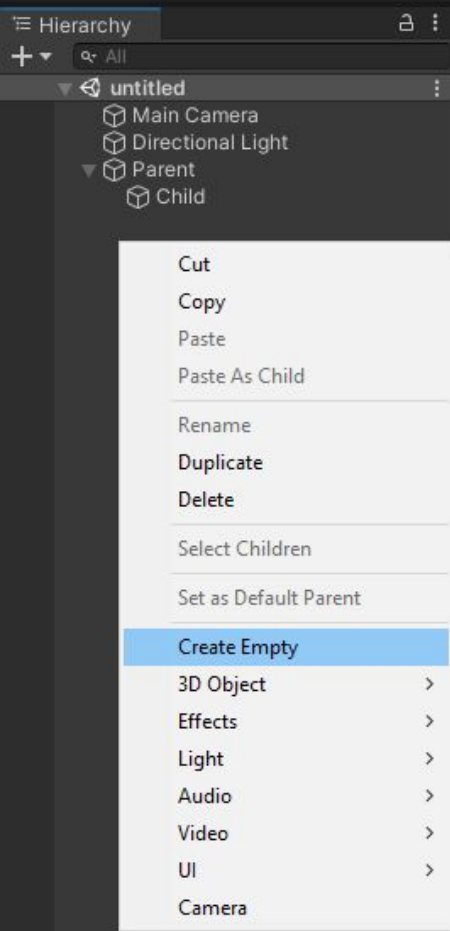 Hierarchy
All
untitled
Main Camera
Directional Light
Parent
Child
Cut
Copy
Paste
Paste As Child
Rename
Duplicate
Delete
Select Children
Set as Default Parent
Create Empty
3D Object
Effects
Light
Audio
Video
UI
Camera